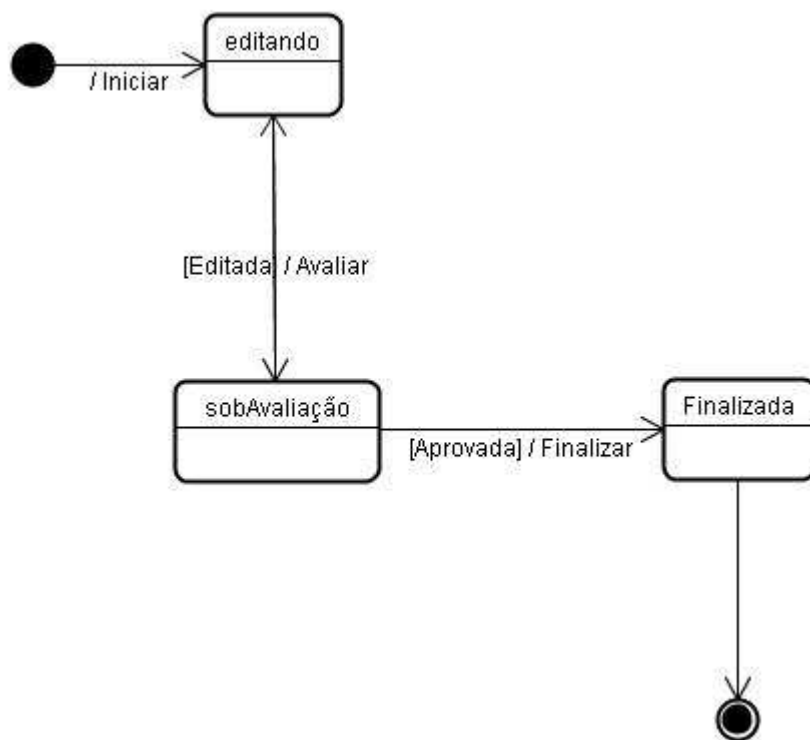 editando
/ Iniciar
[Editada] / Avaliar
sobAvaliação
Finalizada
[Aprovada] / Finalizar